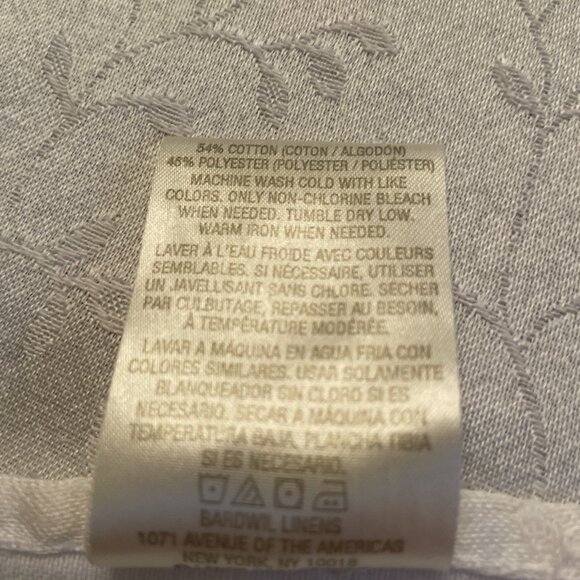 54% COTTON (COTON / ALGODÓN)
46% POLYESTER (POLYESTER / POLIÉSTER)
MACHINE WASH COLD WITH LIKE
COLORS. ONLY NON-CHLORINE BLEACH
WHEN NEEDED. TUMBLE DRY LOW.
WARM IRON WHEN NEEDED.
LAVER À L'EAU FROIDE AVEC COULEURS
SEMBLABLES. SI NÉCESSAIRE, UTILISER
UN JAVELLISANT SANS CHLORE. SÉCHER
PAR CULBUTAGE, REPASSER AU BESOIN,
À TEMPÉRATURE MODÉRÉE.
LAVAR A MÁQUINA EN AGUA FRIA CON
COLORES SIMILARES. USAR SOLAMENTE
BLANQUEADOR SIN CLORO SI ES
NECESARIO. SECAR A MÁQUINA CON
TEMPERATURA BAJA, PLANCHA TIBIA
SI ES NECESARIO.
BARDWIL LINENS
1071 AVENUE OF THE AMERICAS
NEW YORK, NY 10018